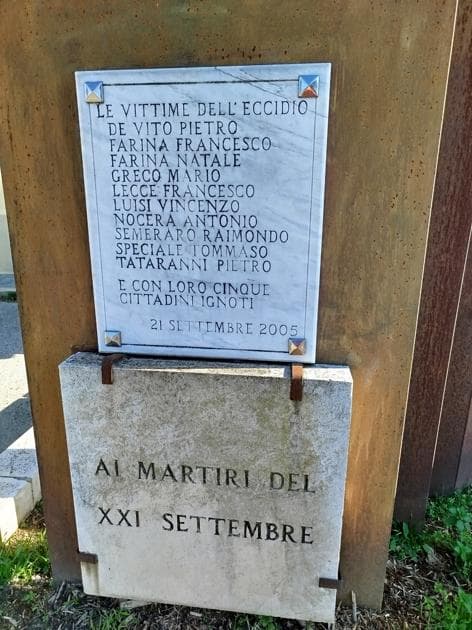 LE VITTIME DELL'ECCIDIO
DE VITO PIETRO
FARINA FRANCESCO
FARINA NATALE
GRECO MARIO
LECCE FRANCESCO
LUISI VINCENZO
NOCERA ANTONIO
SEMERARO RAIMONDO
SPECIALE TOMMASO
TATARANNI PIETRO
E CON LORO CINQUE
CITTADINI IGNOTI
21 SETTEMBRE 2005
AI MARTIRI DEL
XXI SETTEMBRE